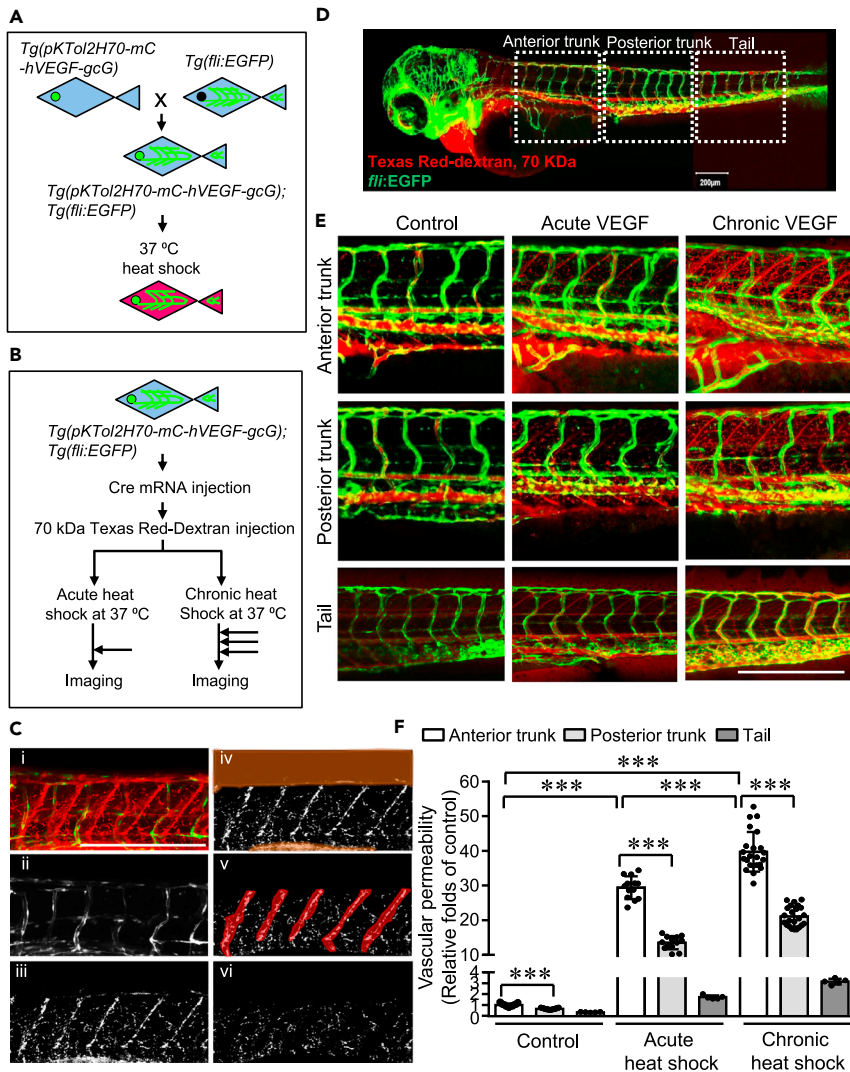 A
Tg(pKTol2H70-mC
-hVEGF-gcG)
Tg(fli:EGFP)
X
Tg(pKTol2H70-mC-hVEGF-gcG);
Tg(fli:EGFP)
37 ºC
heat shock
B
Tg(pKTol2H70-mC-hVEGF-gcG);
Tg(fli:EGFP)
Cre mRNA injection
70 kDa Texas Red-Dextran injection
Acute heat
shock at 37 ºC
Chronic heat
Shock at 37 ºC
Imaging
Imaging
C
i
iv
ii
v
iii
vi
D
Anterior trunk
Posterior trunk
Tail
Texas Red-dextran, 70 KDa
fli:EGFP
200µm
E
Control
Acute VEGF
Chronic VEGF
Anterior trunk
Posterior trunk
Tail
F
Anterior trunk
Posterior trunk
Tail
Vascular permeability
(Relative folds of control)
60
50
40
30
20
10
4
3
2
1
0
***
***
***
***
***
***
Control
Acute
heat shock
Chronic
heat shock